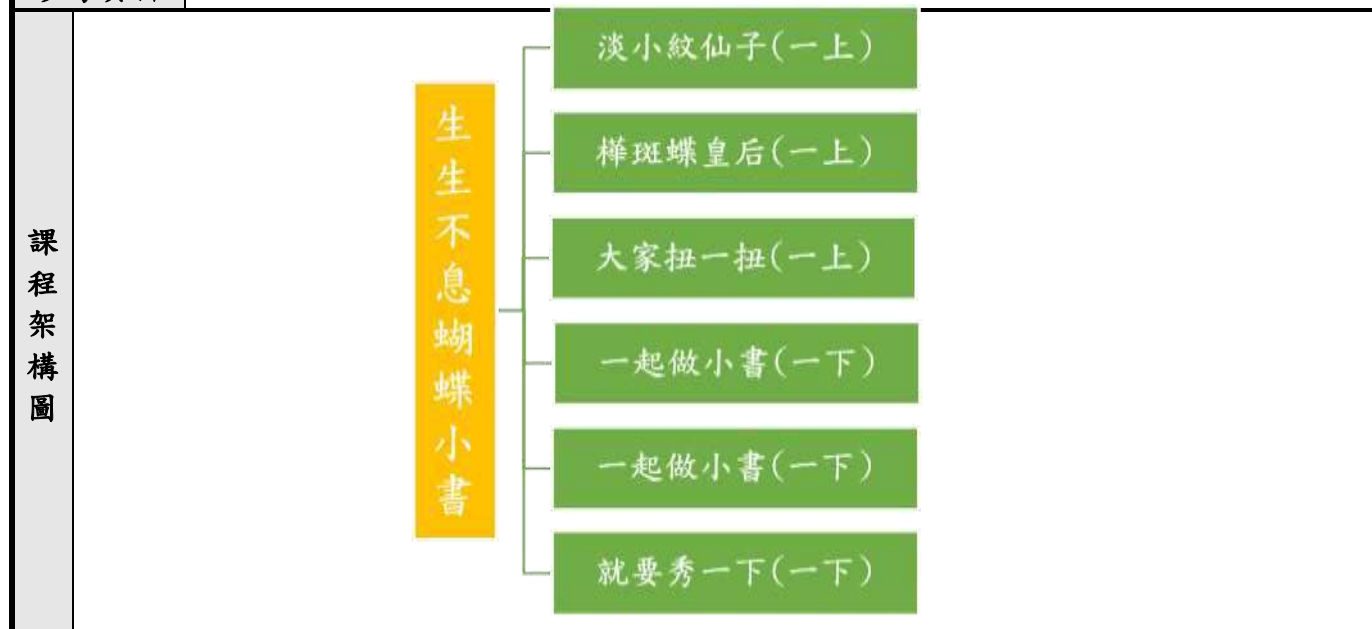 課程架構圖
生生不息蝴蝶小書
淡小紋仙子(一上)
樺斑蝶皇后(一上)
大家扭一扭(一上)
一起做小書(一下)
一起做小書(一下)
就要秀一下(一下)